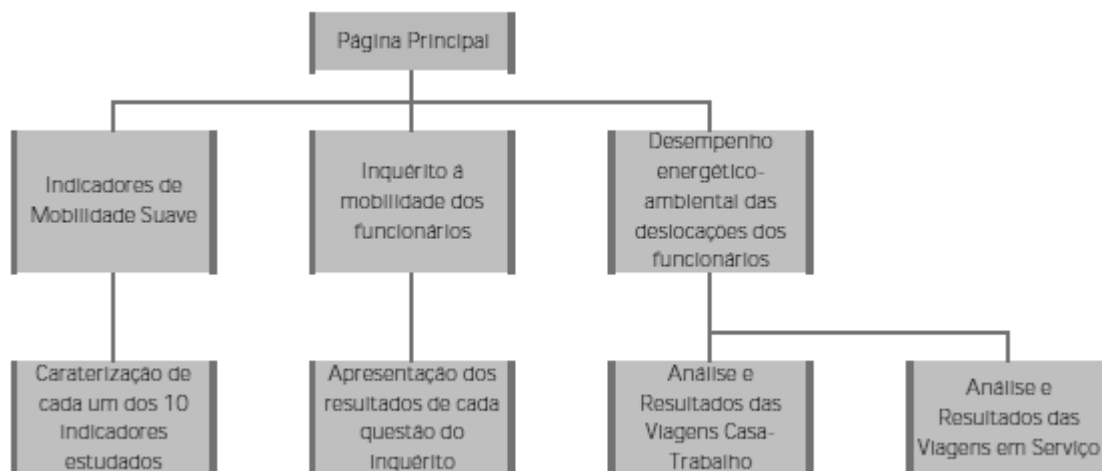 Página Principal
Indicadores de
Mobilidade Suave
Inquérito à
mobilidade dos
funcionários
Desempenho
energético-
ambiental das
deslocações dos
funcionários
Caraterização de
cada um dos 10
indicadores
estudados
Apresentação dos
resultados de cada
questão do
inquérito
Análise e
Resultados das
Viagens Casa-
Trabalho
Análise e
Resultados das
Viagens em Serviço